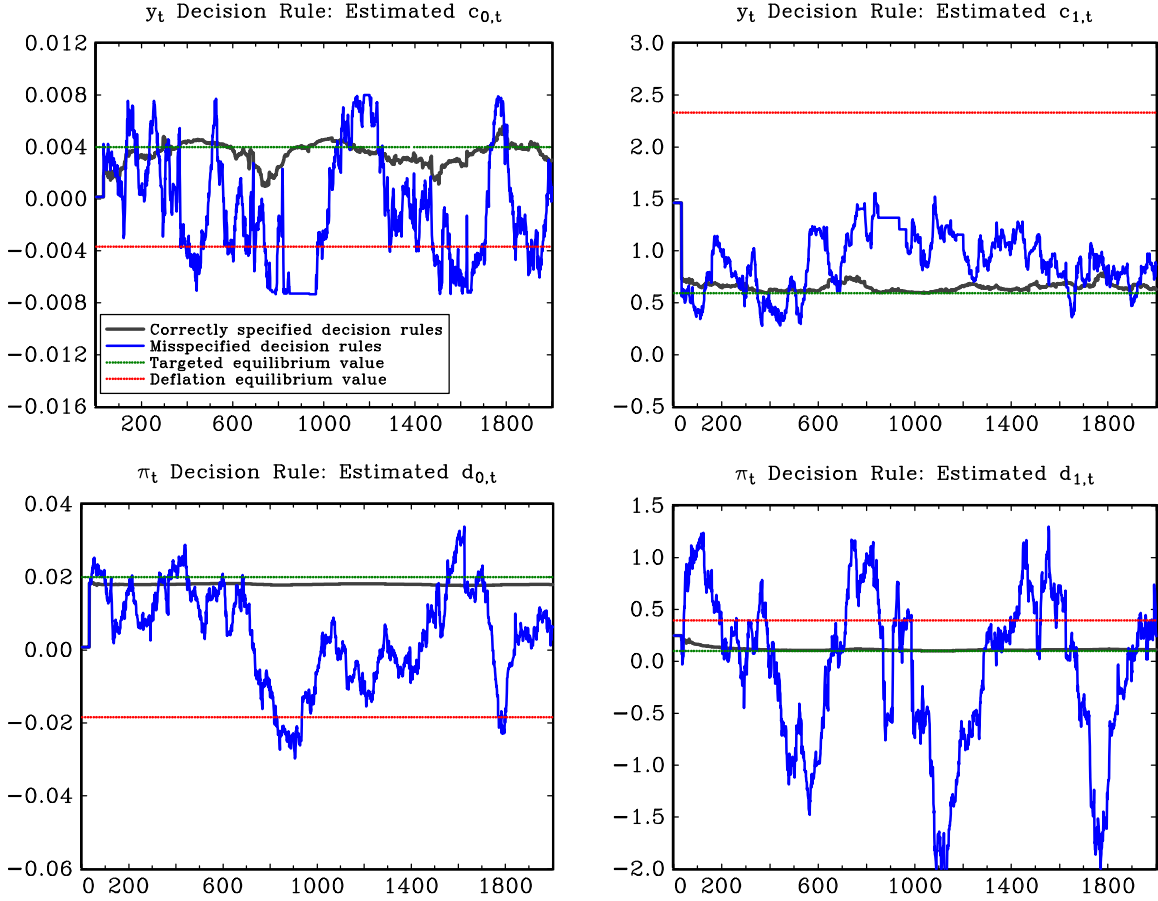 y_t Decision Rule: Estimated c_0,t
0.012
0.008
0.004
0.000
−0.004
−0.008
−0.012
−0.016
200 600 1000 1400 1800
Correctly specified decision rules
Misspecified decision rules
Targeted equilibrium value
Deflation equilibrium value
y_t Decision Rule: Estimated c_1,t
3.0
2.5
2.0
1.5
1.0
0.5
0.0
−0.5
0 200 600 1000 1400 1800
π_t Decision Rule: Estimated d_0,t
0.04
0.02
0.00
−0.02
−0.04
−0.06
0 200 600 1000 1400 1800
π_t Decision Rule: Estimated d_1,t
1.5
1.0
0.5
0.0
−0.5
−1.0
−1.5
−2.0
0 200 600 1000 1400 1800